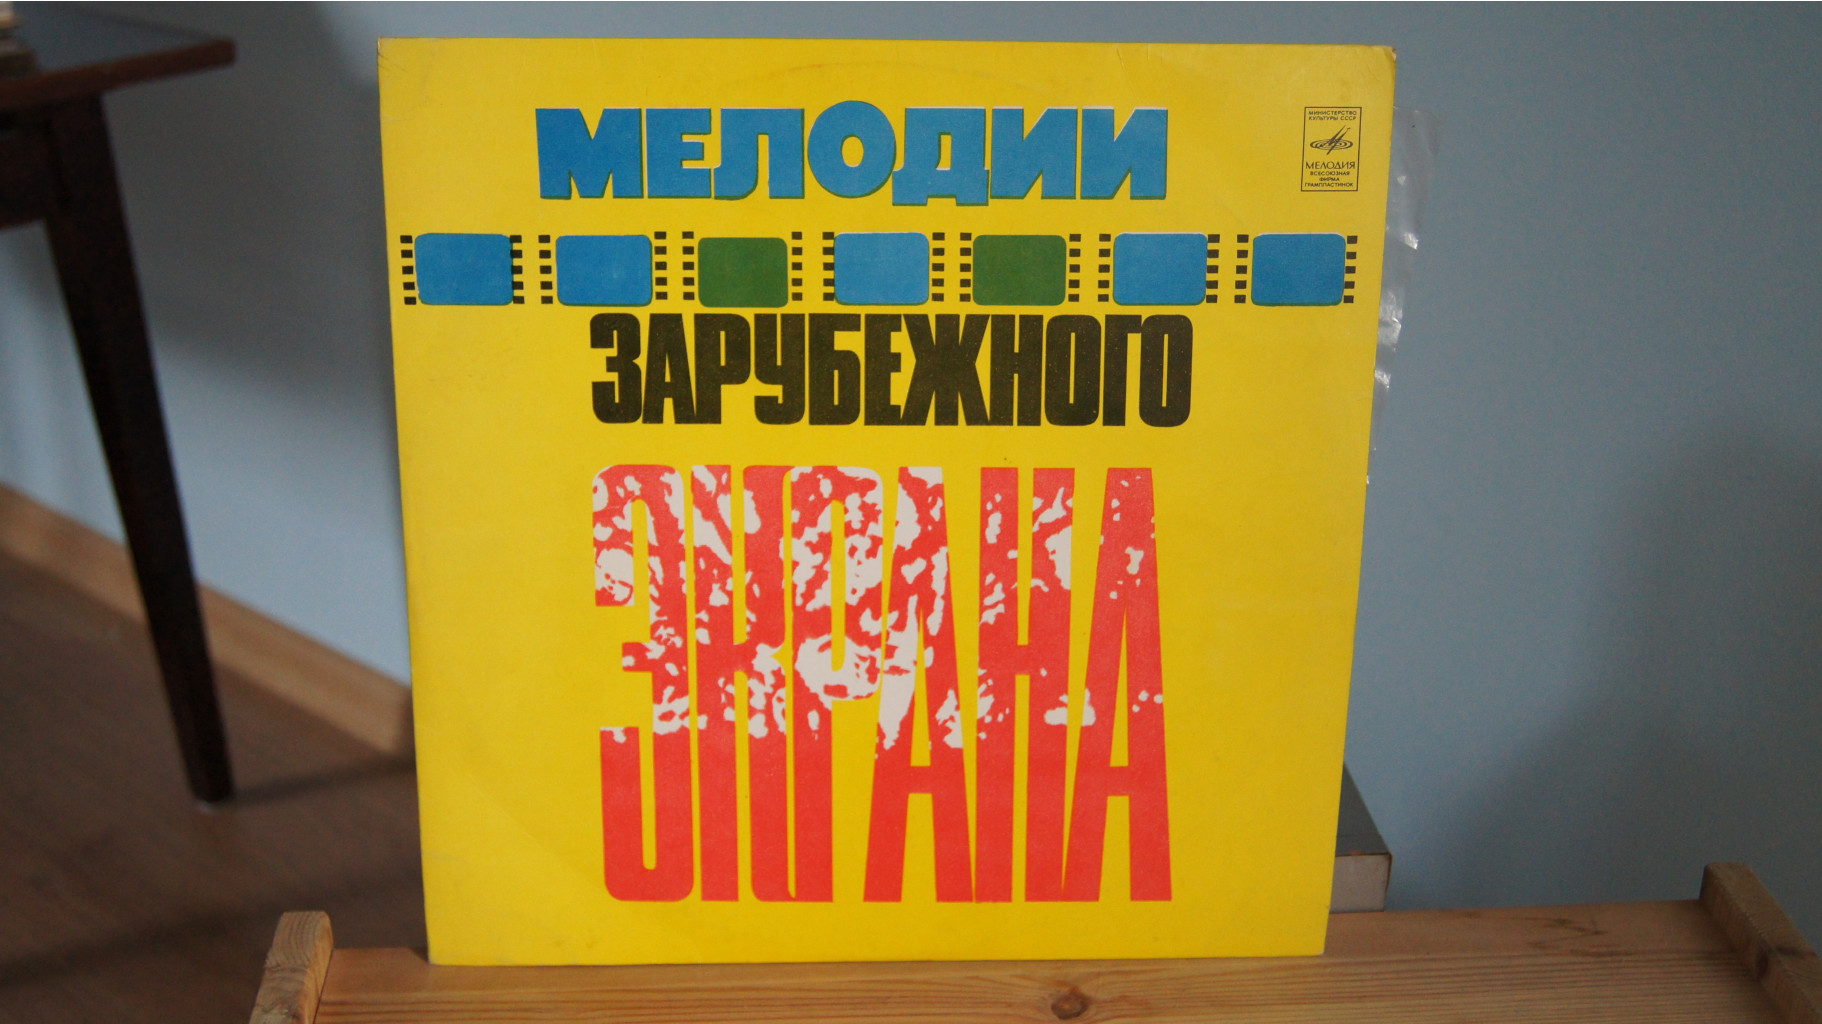 МЕЛОДИИ
МИНИСТЕРСТВО
КУЛЬТУРЫ СССР
МЕЛОДИЯ
ВСЕСОЮЗНАЯ
ФИРМА
ГРАМПЛАСТИНОК
ЗАРУБЕЖНОГО
ЭКРАНА